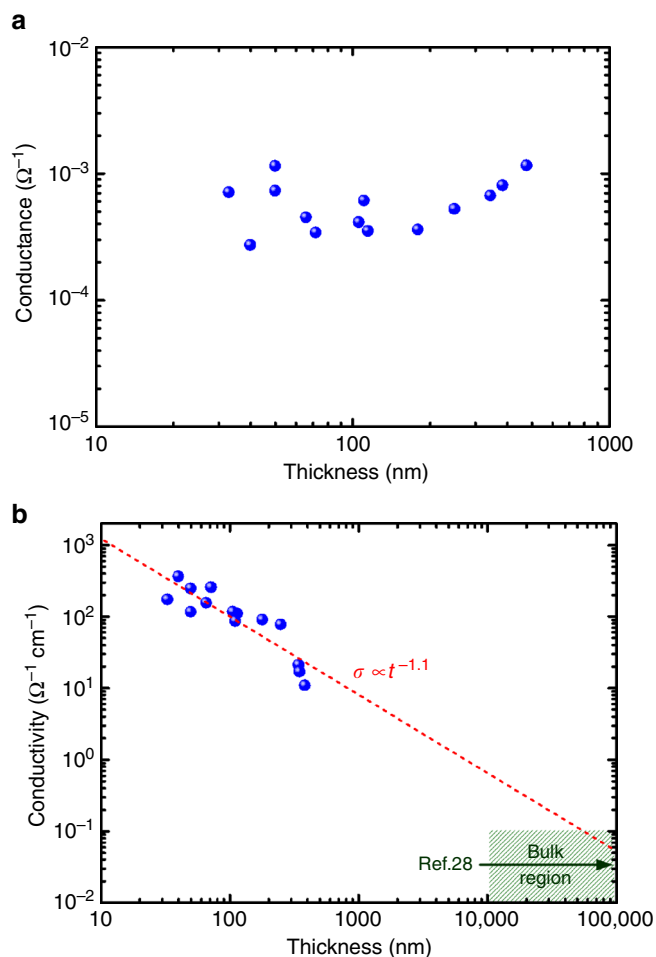 a
10⁻²
10⁻³
10⁻⁴
10⁻⁵
Conductance (Ω⁻¹)
10 100 1000
Thickness (nm)
b
10³
10²
10¹
10⁰
10⁻¹
10⁻²
Conductivity (Ω⁻¹ cm⁻¹)
σ ∝t⁻¹·¹
Ref.28
Bulk
region
10 100 1000 10,000 100,000
Thickness (nm)